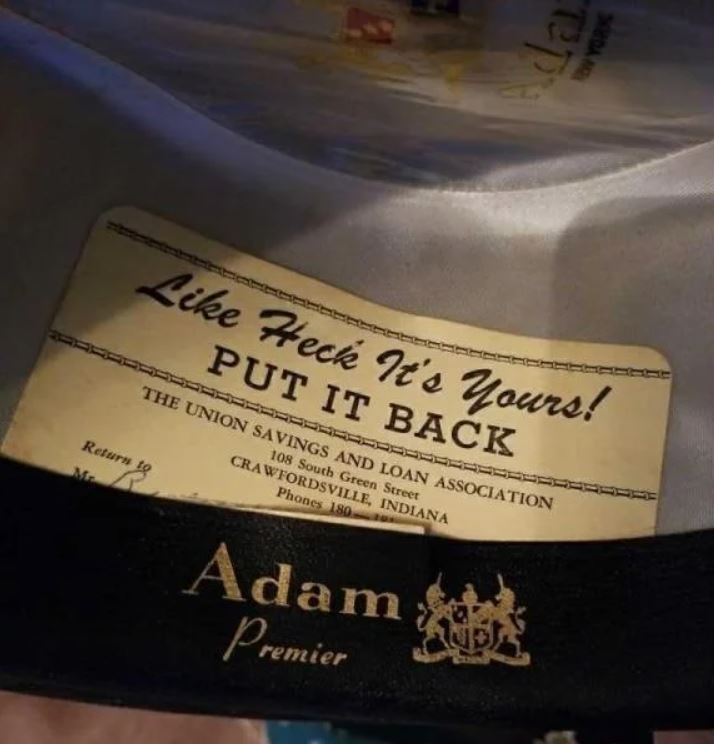 Like Heck It's Yours!
PUT IT BACK
THE UNION SAVINGS AND LOAN ASSOCIATION
108 South Green Street
CRAWFORDSVILLE, INDIANA
Phones 180 —
Return to
Mr.
Adam
Premier